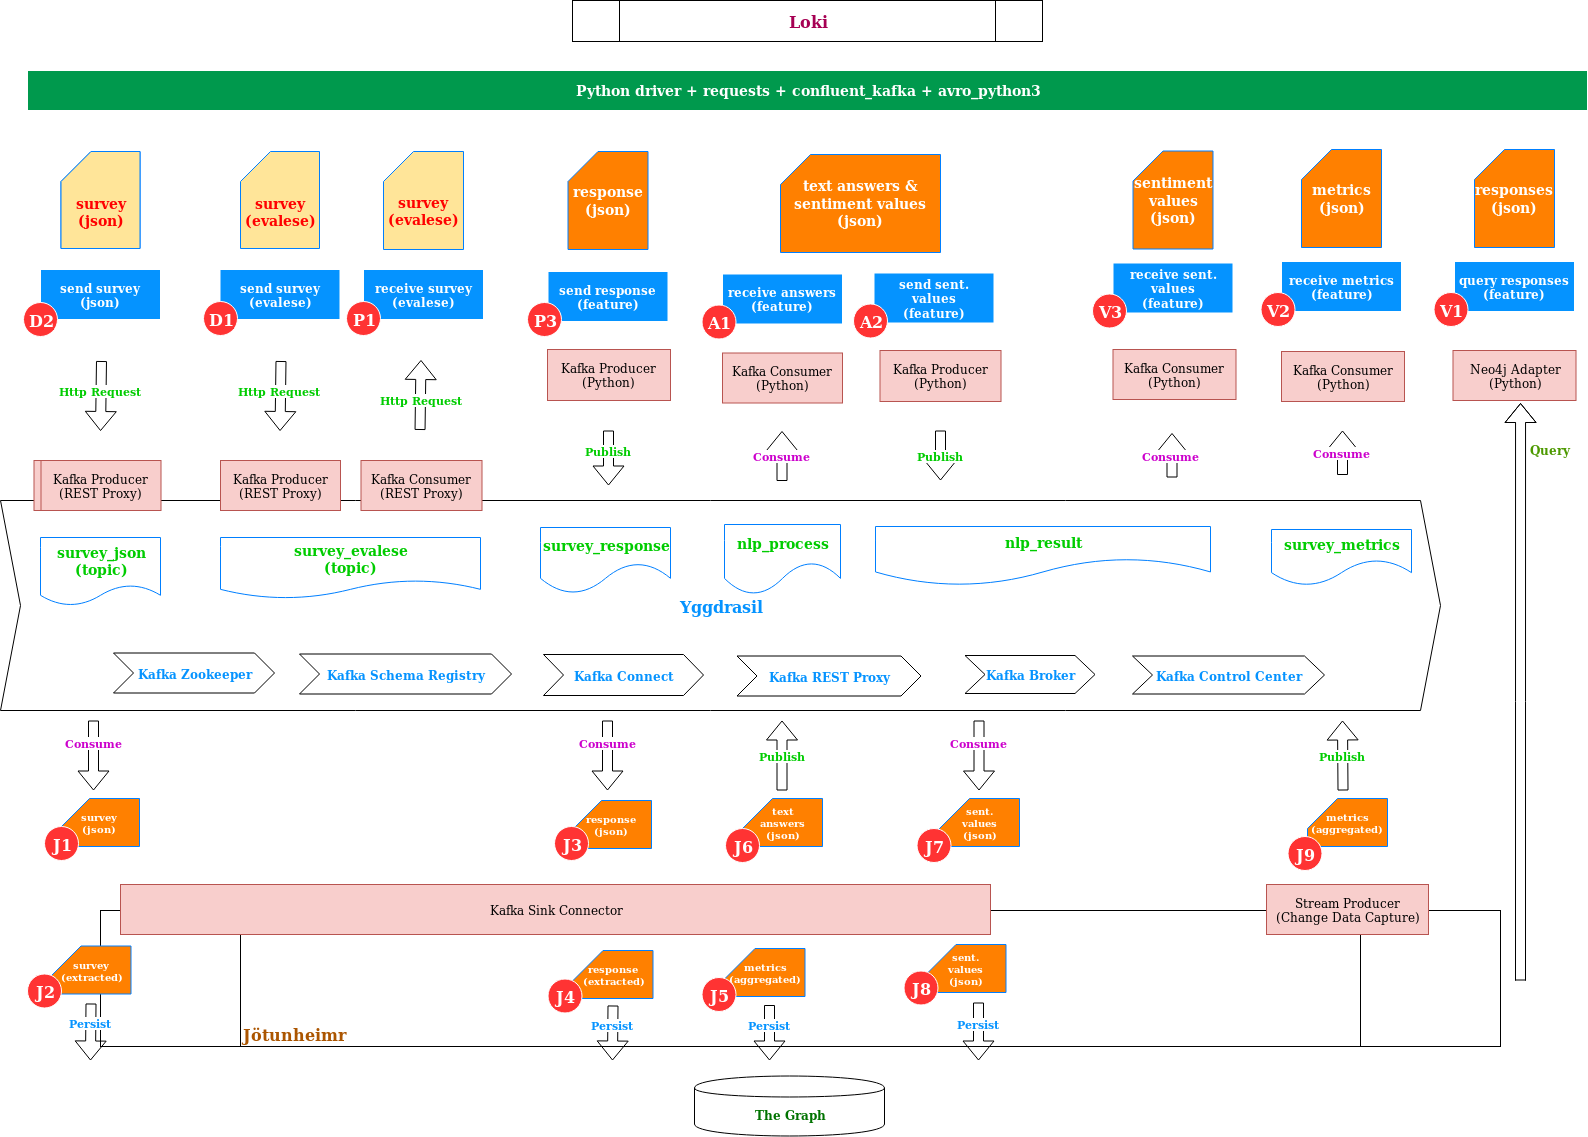 Loki
Python driver + requests + confluent_kafka + avro_python3
survey
(json)
survey
(evalese)
survey
(evalese)
response
(json)
text answers &
sentiment values
(json)
sentiment
values
(json)
metrics
(json)
responses
(json)
send survey
(json)
D2
send survey
(evalese)
D1
receive survey
(evalese)
P1
send response
(feature)
P3
receive answers
(feature)
A1
send sent.
values
(feature)
A2
receive sent.
values
(feature)
V3
receive metrics
(feature)
V2
query responses
(feature)
V1
Kafka Producer
(Python)
Kafka Consumer
(Python)
Kafka Producer
(Python)
Kafka Consumer
(Python)
Kafka Consumer
(Python)
Neo4j Adapter
(Python)
Http Request
Http Request
Http Request
Publish
Consume
Publish
Consume
Consume
Query
Kafka Producer
(REST Proxy)
Kafka Producer
(REST Proxy)
Kafka Consumer
(REST Proxy)
survey_json
(topic)
survey_evalese
(topic)
survey_response
nlp_process
nlp_result
survey_metrics
Yggdrasil
Kafka Zookeeper
Kafka Schema Registry
Kafka Connect
Kafka REST Proxy
Kafka Broker
Kafka Control Center
Consume
Consume
Publish
Consume
Publish
survey
(json)
J1
response
(json)
J3
text
answers
(json)
J6
sent.
values
(json)
J7
metrics
(aggregated)
J9
Kafka Sink Connector
Stream Producer
(Change Data Capture)
survey
(extracted)
J2
response
(extracted)
J4
metrics
(aggregated)
J5
sent.
values
(json)
J8
Persist
Persist
Persist
Persist
Jötunheimr
The Graph